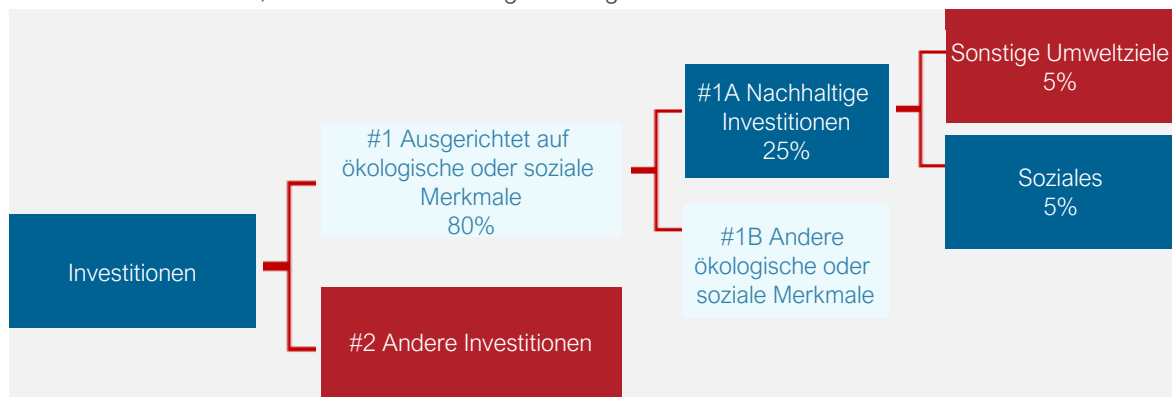 Sonstige Umweltziele
5%
#1A Nachhaltige
Investitionen
25%
#1 Ausgerichtet auf
ökologische oder soziale
Merkmale
80%
Soziales
5%
#1B Andere
ökologische oder
soziale Merkmale
Investitionen
#2 Andere Investitionen